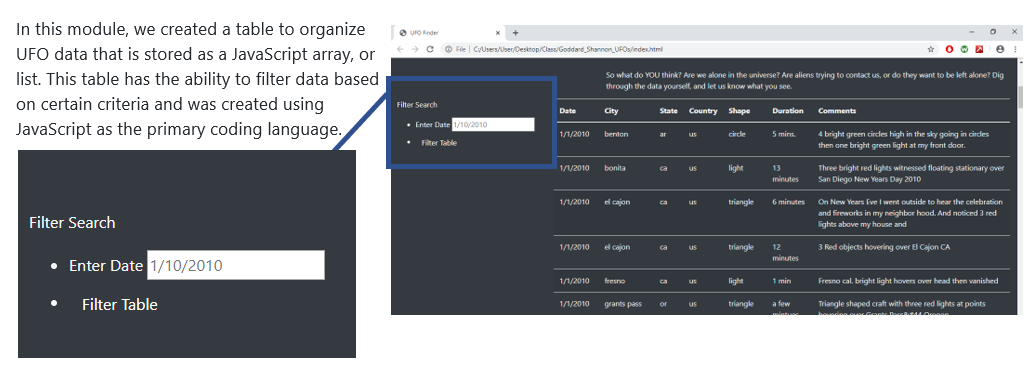 In this module, we created a table to organize
UFO data that is stored as a JavaScript array, or
list. This table has the ability to filter data based
on certain criteria and was created using
JavaScript as the primary coding language.
Filter Search
• Enter Date 1/10/2010
• Filter Table
UFO Finder
File | C:/Users/User/Desktop/Class/Goddard_Shannon_UFOs/index.html
So what do YOU think? Are we alone in the universe? Are aliens trying to contact us, or do they want to be left alone? Dig
through the data yourself, and let us know what you see.
Filter Search
• Enter Date 1/10/2010
• Filter Table
Date City State Country Shape Duration Comments
1/1/2010 benton ar us circle 5 mins. 4 bright green circles high in the sky going in circles
then one bright green light at my front door.
1/1/2010 bonita ca us light 13 Three bright red lights witnessed floating stationary over
minutes San Diego New Years Day 2010
1/1/2010 el cajon ca us triangle 6 minutes On New Years Eve I went outside to hear the celebration
and fireworks in my neighbor hood. And noticed 3 red
lights above my house and
1/1/2010 el cajon ca us triangle 12 3 Red objects hovering over El Cajon CA
minutes
1/1/2010 fresno ca us light 1 min Fresno cal. bright light hovers over head then vanished
1/1/2010 grants pass or us triangle a few Triangle shaped craft with three red lights at points
mintues hovering over Grants Pass&#44 Oregon